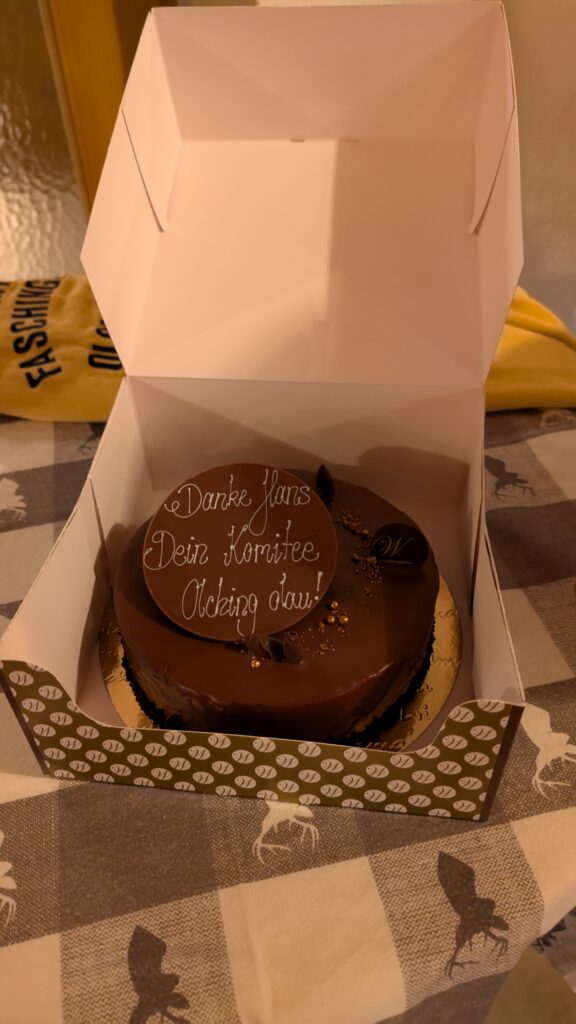 FASCHING
Danke Hans
Dein Komitee
Olching olau!
W